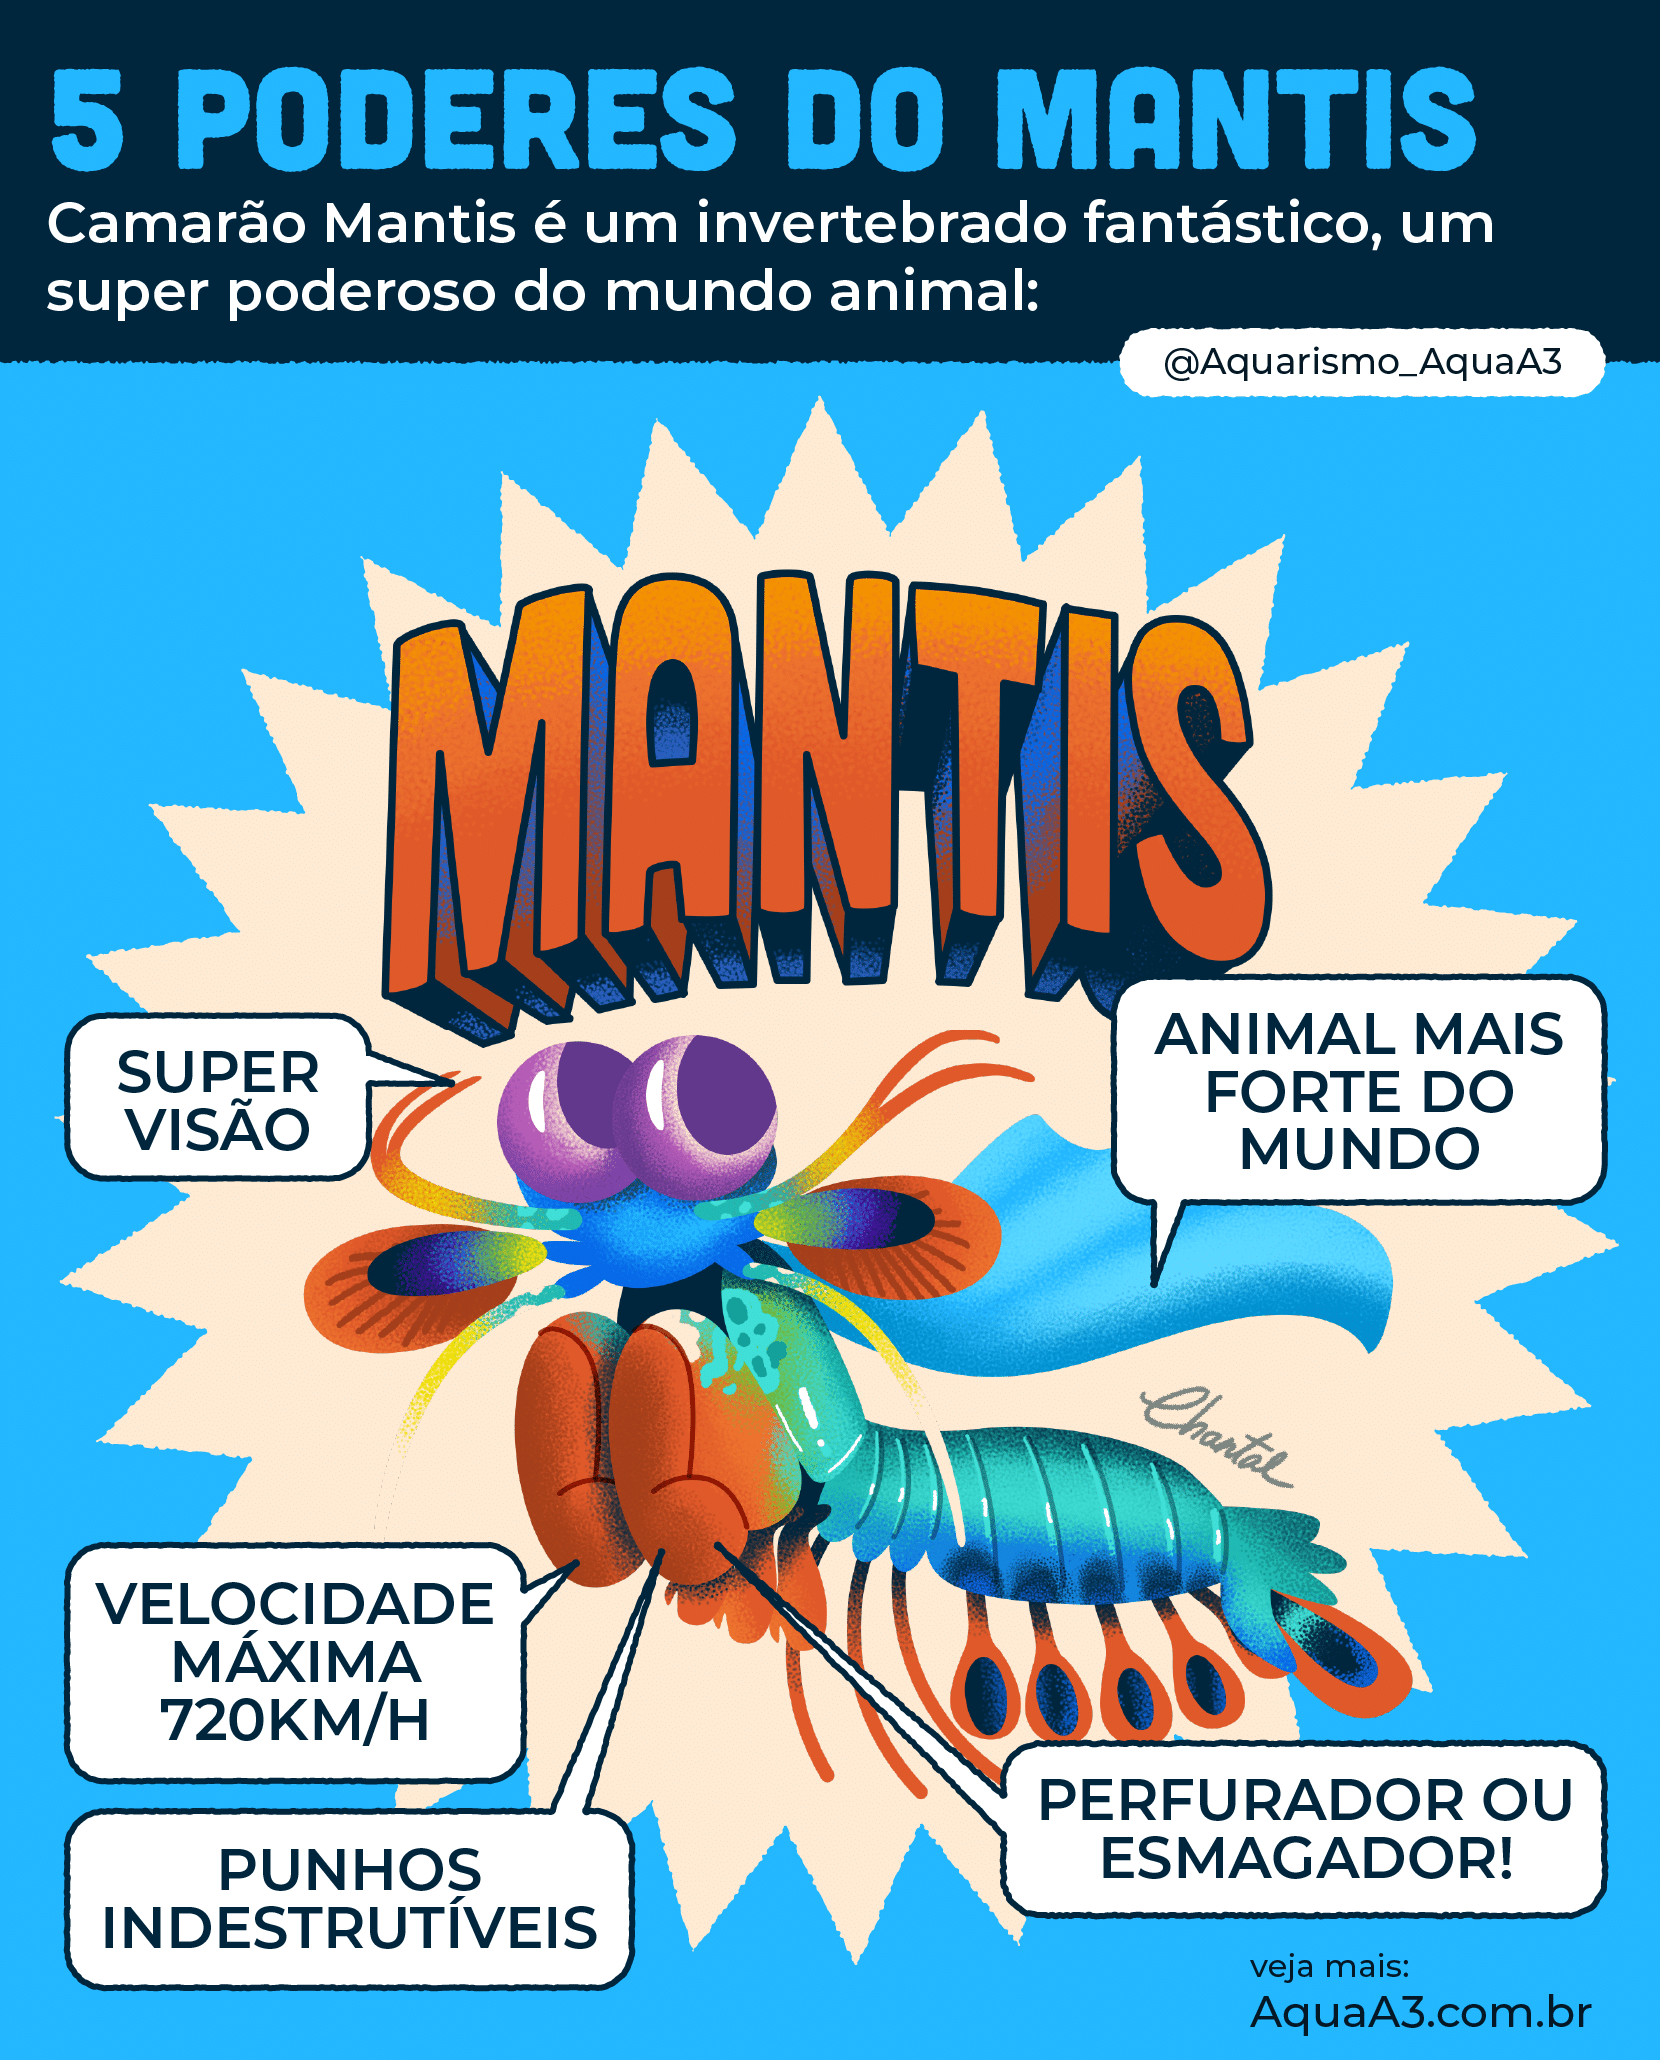 5 PODERES DO MANTIS
Camarão Mantis é um invertebrado fantástico, um
super poderoso do mundo animal:
@Aquarismo_AquaA3
MANTIS
SUPER
VISÃO
ANIMAL MAIS
FORTE DO
MUNDO
Chantal
VELOCIDADE
MÁXIMA
720KM/H
PUNHOS
INDESTRUTÍVEIS
PERFURADOR OU
ESMAGADOR!
veja mais:
AquaA3.com.br